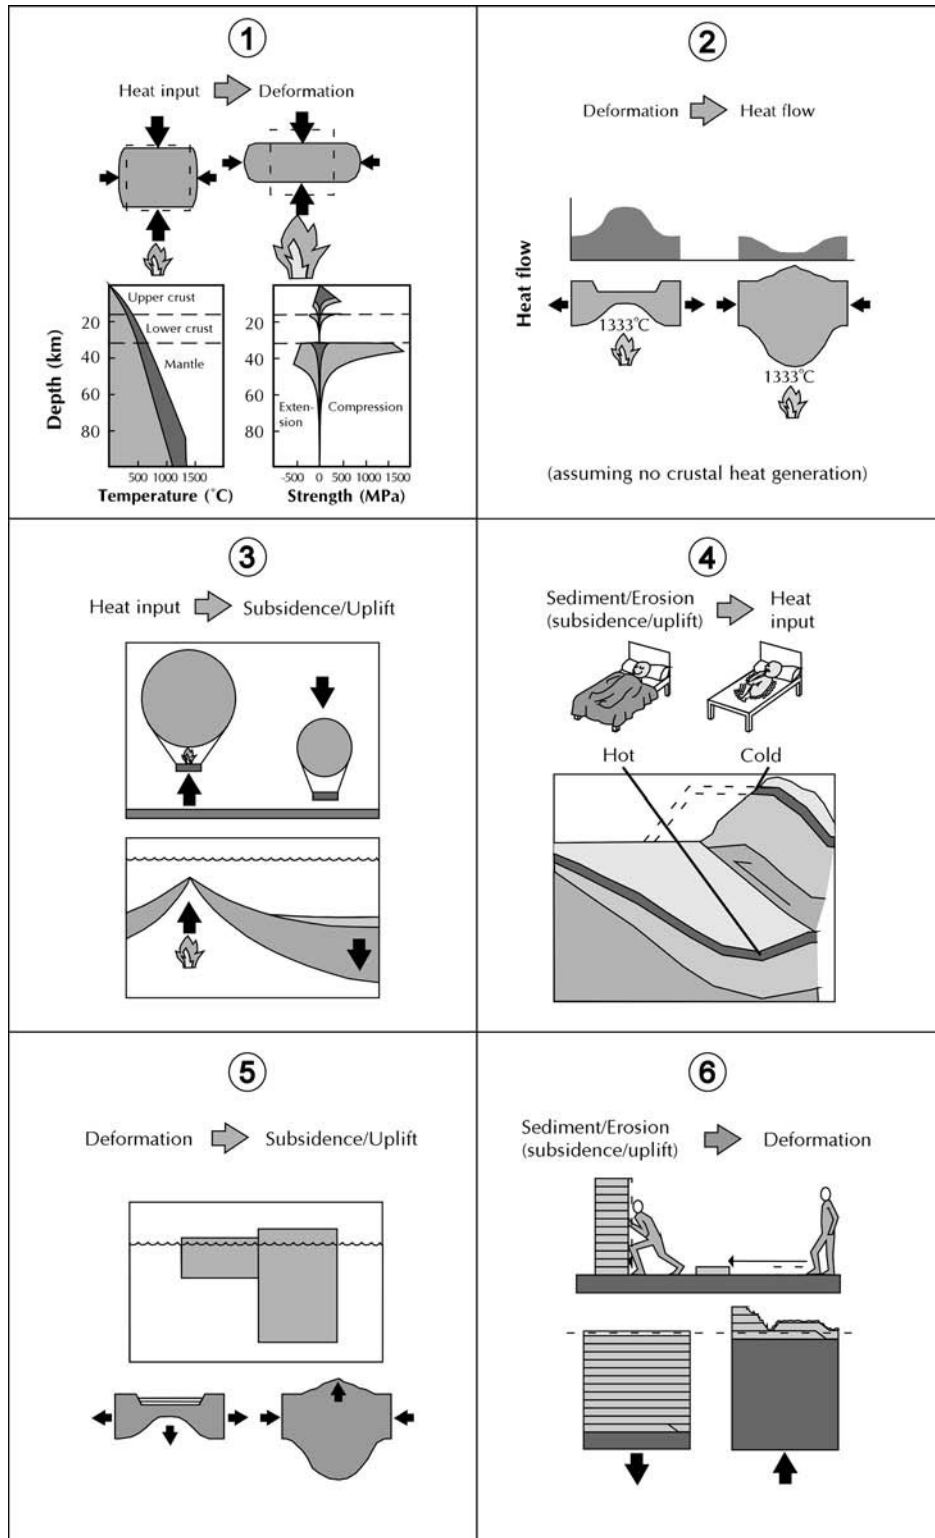 1
Heat input Deformation
Upper crust
Lower crust
Mantle
20
40
60
80
Depth (km)
500 1000 1500
Temperature (°C)
20
40
60
80
Exten-
sion
Compression
-500 0 500 1000 1500
Strength (MPa)
2
Deformation Heat flow
Heat flow
1333°C
1333°C
(assuming no crustal heat generation)
3
Heat input Subsidence/Uplift
4
Sediment/Erosion
(subsidence/uplift)
Heat
input
Hot Cold
5
Deformation Subsidence/Uplift
6
Sediment/Erosion
(subsidence/uplift)
Deformation